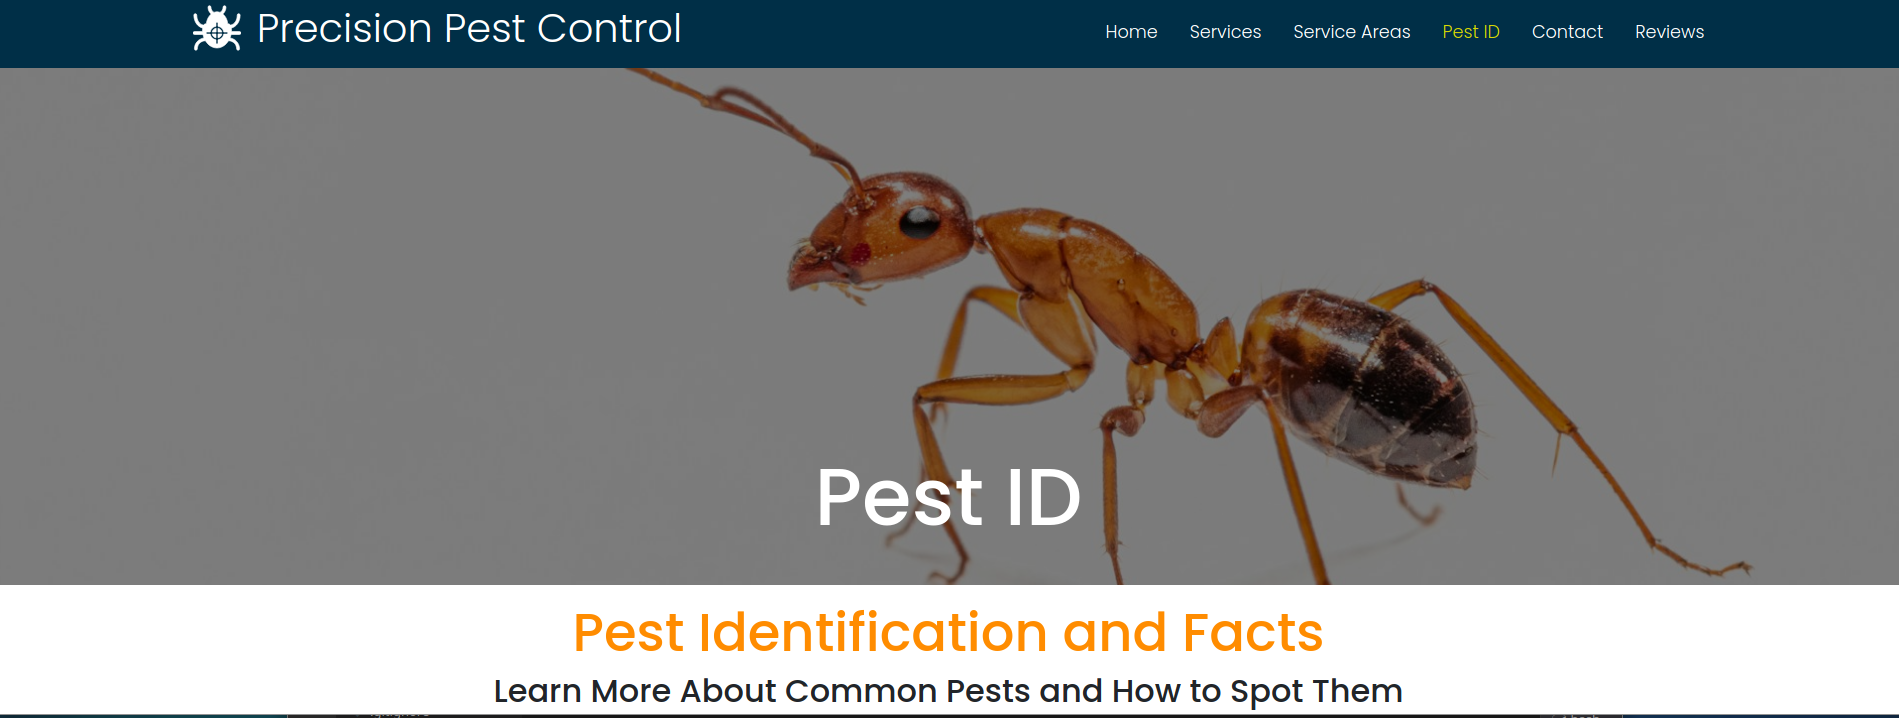 Precision Pest Control
Home Services Service Areas Pest ID Contact Reviews
Pest ID
Pest Identification and Facts
Learn More About Common Pests and How to Spot Them